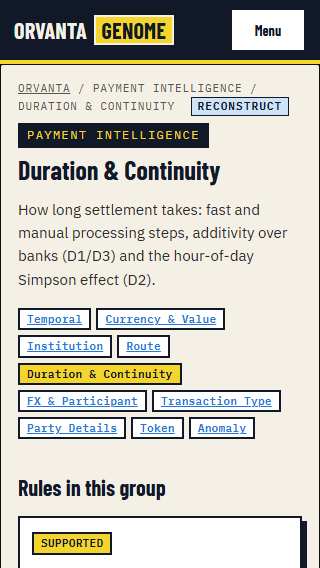 ORVANTA GENOME
Menu
ORVANTA / PAYMENT INTELLIGENCE /
DURATION & CONTINUITY RECONSTRUCT
PAYMENT INTELLIGENCE
Duration & Continuity
How long settlement takes: fast and
manual processing steps, additivity over
banks (D1/D3) and the hour-of-day
Simpson effect (D2).
Temporal Currency & Value
Institution Route
Duration & Continuity
FX & Participant Transaction Type
Party Details Token Anomaly
Rules in this group
SUPPORTED